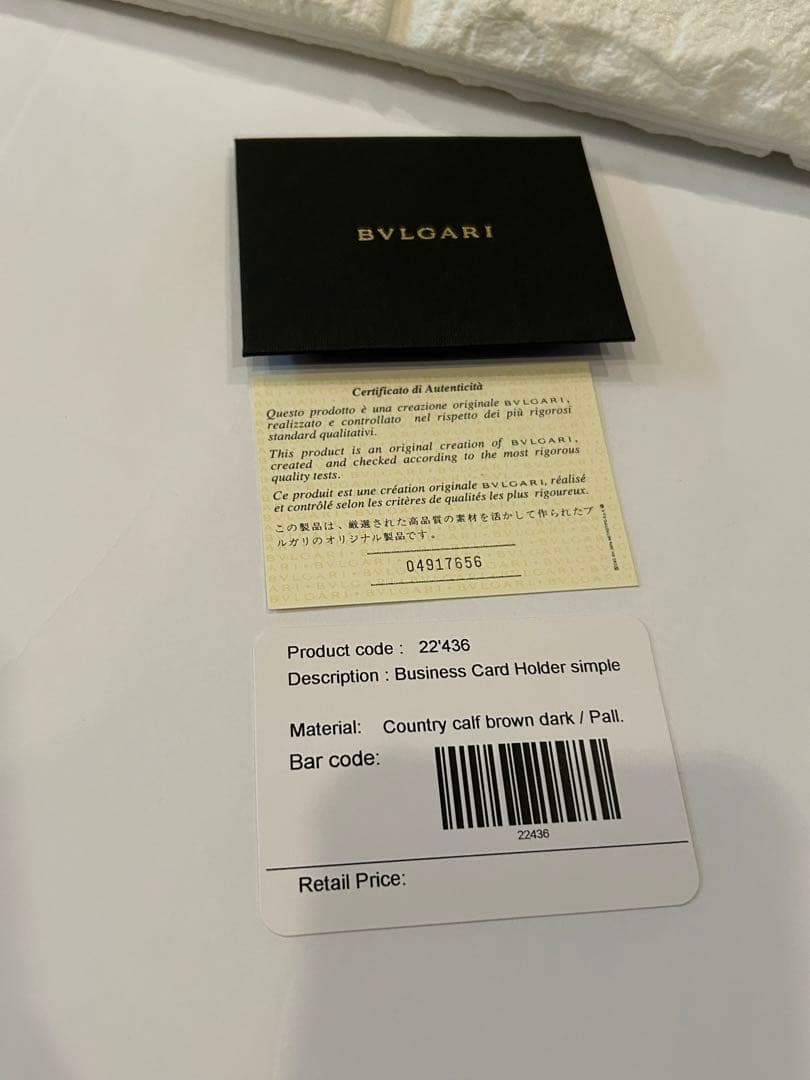 BVLGARI
Certificato di Autenticità
Questo prodotto è una creazione originale BVLGARI,
realizzato e controllato nel rispetto dei più rigorosi
standard qualitativi.
This product is an original creation of BVLGARI,
created and checked according to the most rigorous
quality tests.
Ce produit est une création originale BVLGARI, réalisé
et contrôlé selon les critères de qualités les plus rigoureux.
この製品は、厳選された高品質の素材を活かして作られたブ
ルガリのオリジナル製品です。
04917656
Product code : 22'436
Description : Business Card Holder simple
Material: Country calf brown dark / Pall.
Bar code:
22436
Retail Price: